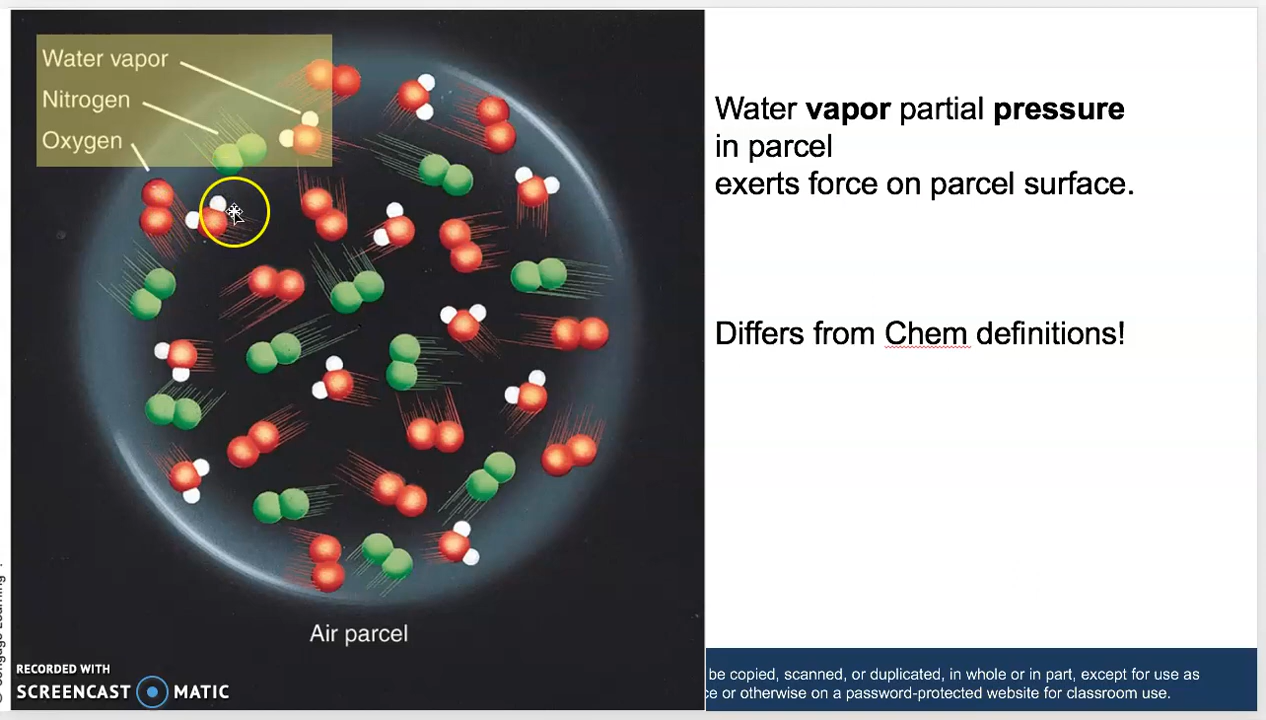 Water vapor
Nitrogen
Oxygen
Air parcel
RECORDED WITH
SCREENCAST MATIC
Water vapor partial pressure
in parcel
exerts force on parcel surface.
Differs from Chem definitions!
be copied, scanned, or duplicated, in whole or in part, except for use as
or otherwise on a password-protected website for classroom use.